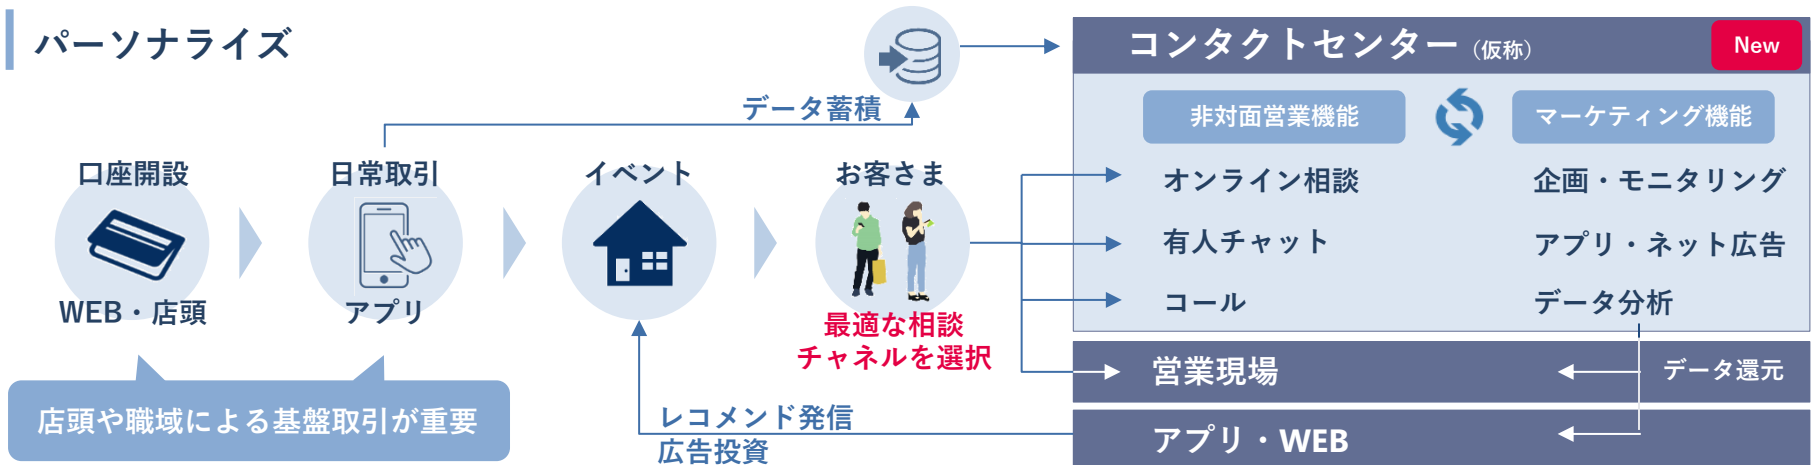 パーソナライズ
データ蓄積
口座開設
WEB・店頭
日常取引
アプリ
イベント
お客さま
最適な相談
チャネルを選択
店頭や職域による基盤取引が重要
レコメンド発信
広告投資
コンタクトセンター（仮称）
New
非対面営業機能
マーケティング機能
オンライン相談
企画・モニタリング
有人チャット
アプリ・ネット広告
コール
データ分析
営業現場
データ還元
アプリ・WEB